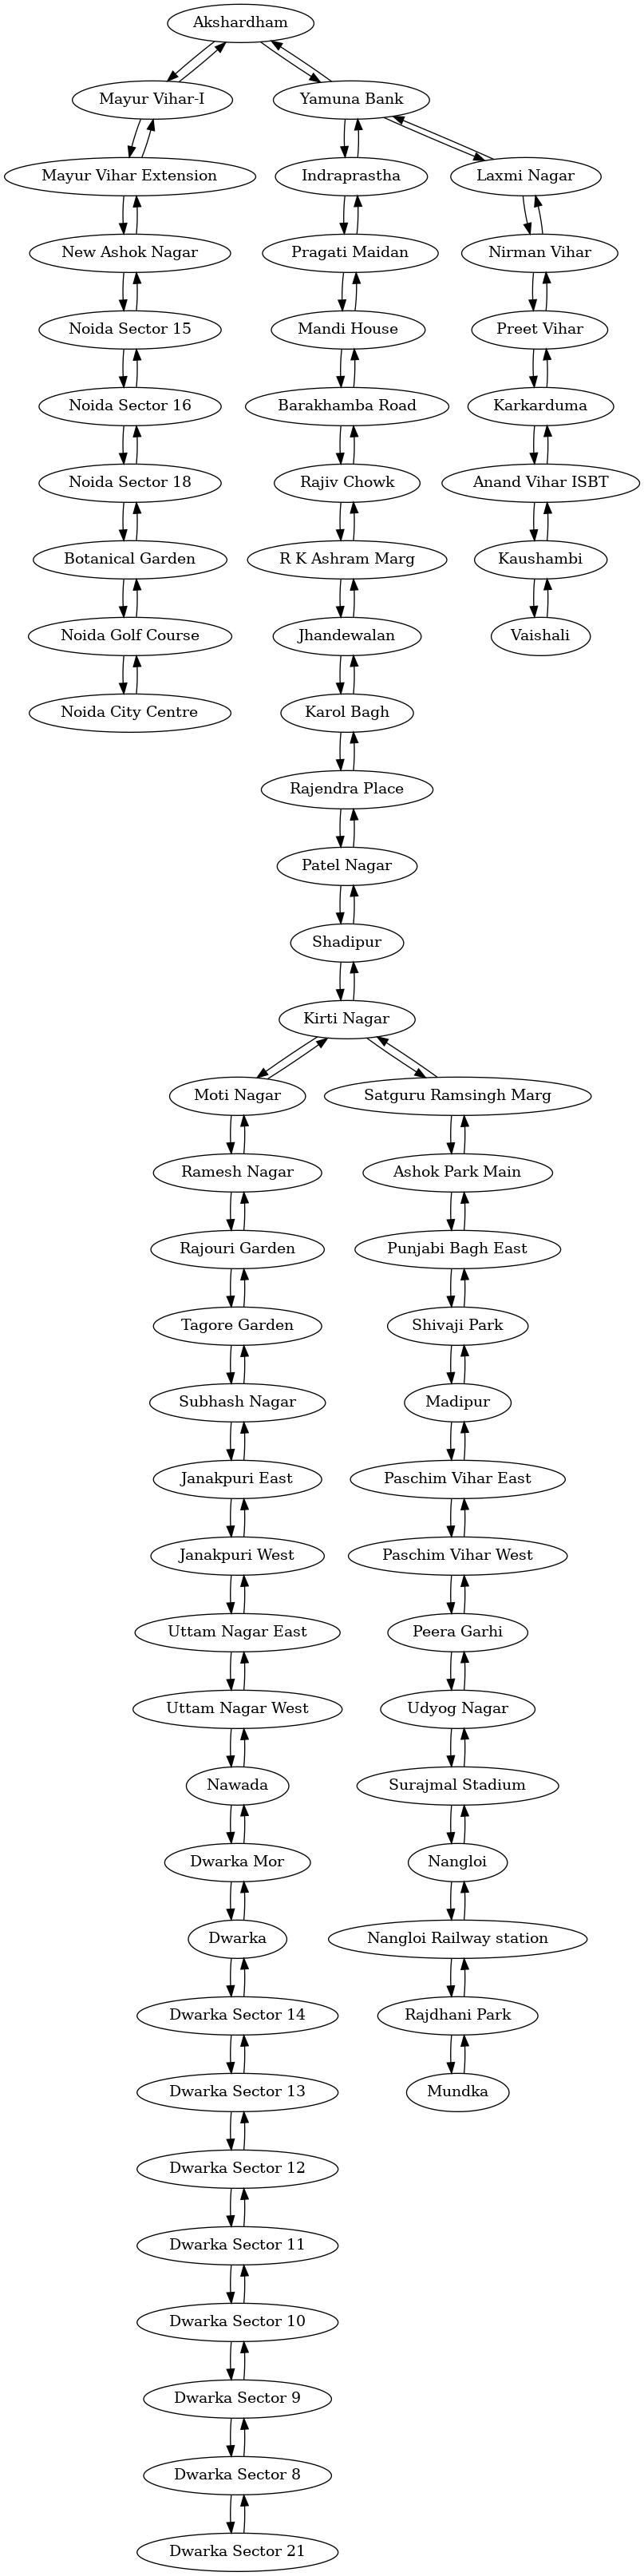 Akshardham
Mayur Vihar-I
Yamuna Bank
Mayur Vihar Extension
Indraprastha
Laxmi Nagar
New Ashok Nagar
Pragati Maidan
Nirman Vihar
Noida Sector 15
Mandi House
Preet Vihar
Noida Sector 16
Barakhamba Road
Karkarduma
Noida Sector 18
Rajiv Chowk
Anand Vihar ISBT
Botanical Garden
R K Ashram Marg
Kaushambi
Noida Golf Course
Jhandewalan
Vaishali
Noida City Centre
Karol Bagh
Rajendra Place
Patel Nagar
Shadipur
Kirti Nagar
Moti Nagar
Satguru Ramsingh Marg
Ramesh Nagar
Ashok Park Main
Rajouri Garden
Punjabi Bagh East
Tagore Garden
Shivaji Park
Subhash Nagar
Madipur
Janakpuri East
Paschim Vihar East
Janakpuri West
Paschim Vihar West
Uttam Nagar East
Peera Garhi
Uttam Nagar West
Udyog Nagar
Nawada
Surajmal Stadium
Dwarka Mor
Nangloi
Dwarka
Nangloi Railway station
Dwarka Sector 14
Rajdhani Park
Dwarka Sector 13
Mundka
Dwarka Sector 12
Dwarka Sector 11
Dwarka Sector 10
Dwarka Sector 9
Dwarka Sector 8
Dwarka Sector 21